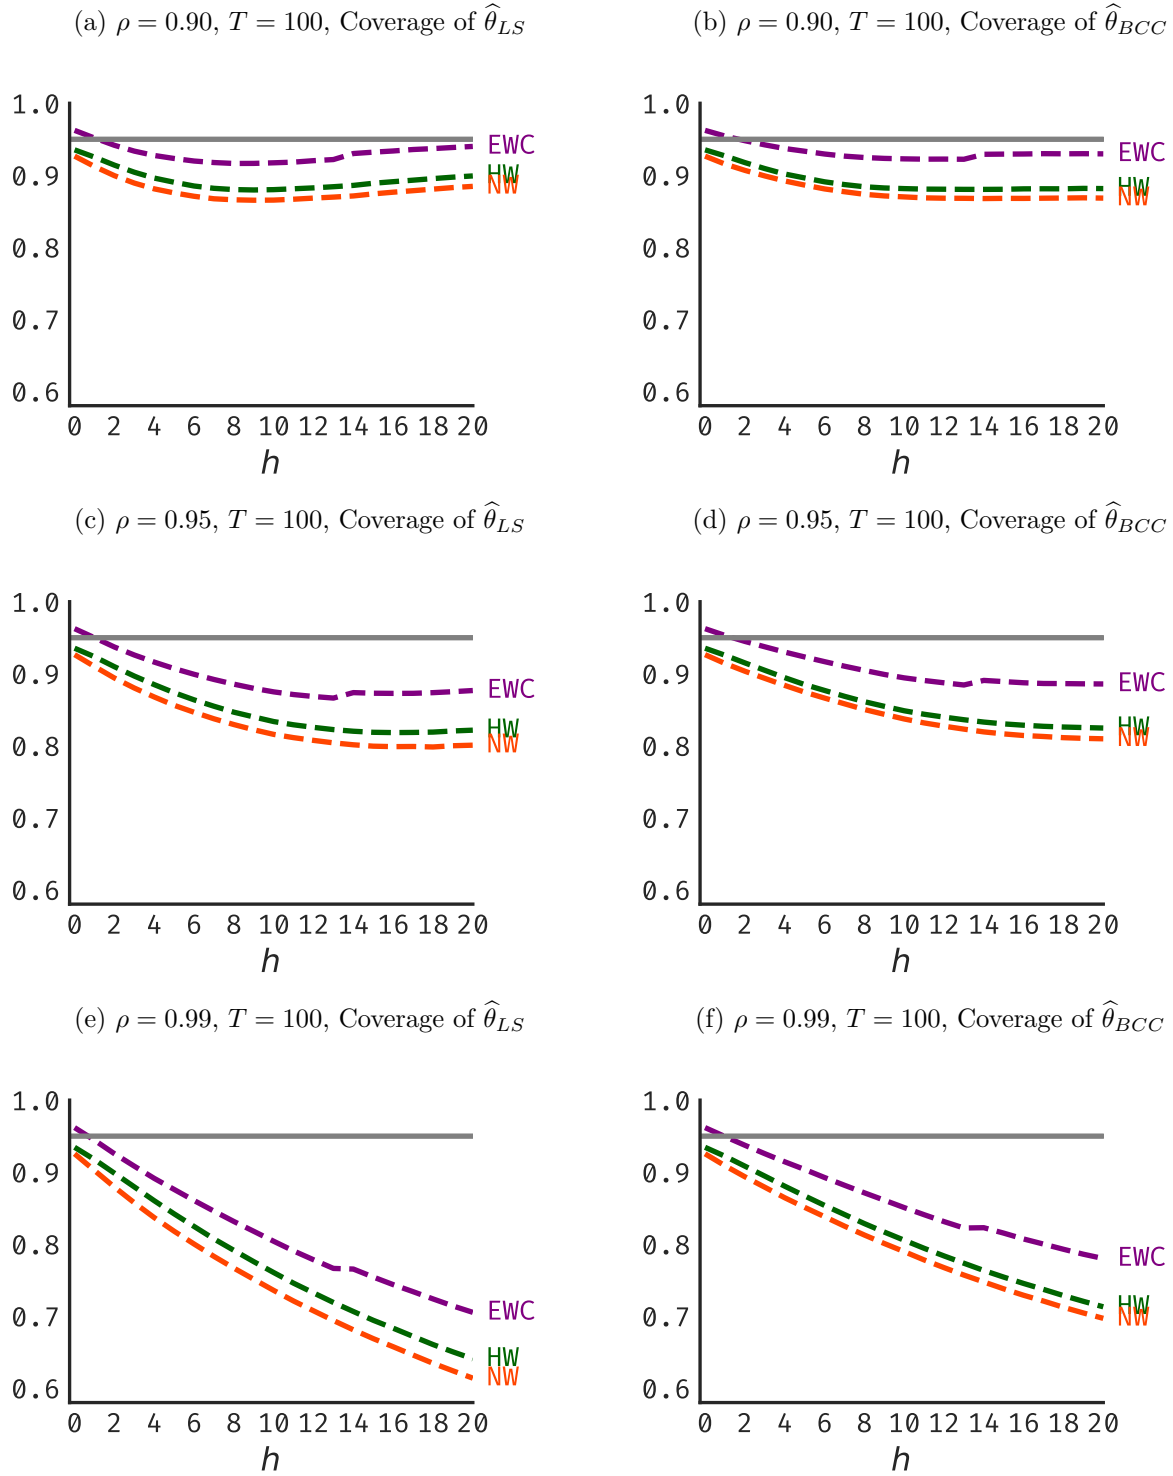 (a) ρ = 0.90, T = 100, Coverage of θ̂_LS
1.0
0.9
0.8
0.7
0.6
EWC
HW
NW
0 2 4 6 8 10 12 14 16 18 20
h
(b) ρ = 0.90, T = 100, Coverage of θ̂_BCC
1.0
0.9
0.8
0.7
0.6
EWC
HW
NW
0 2 4 6 8 10 12 14 16 18 20
h
(c) ρ = 0.95, T = 100, Coverage of θ̂_LS
1.0
0.9
0.8
0.7
0.6
EWC
HW
NW
0 2 4 6 8 10 12 14 16 18 20
h
(d) ρ = 0.95, T = 100, Coverage of θ̂_BCC
1.0
0.9
0.8
0.7
0.6
EWC
HW
NW
0 2 4 6 8 10 12 14 16 18 20
h
(e) ρ = 0.99, T = 100, Coverage of θ̂_LS
1.0
0.9
0.8
0.7
0.6
EWC
HW
NW
0 2 4 6 8 10 12 14 16 18 20
h
(f) ρ = 0.99, T = 100, Coverage of θ̂_BCC
1.0
0.9
0.8
0.7
0.6
EWC
HW
NW
0 2 4 6 8 10 12 14 16 18 20
h